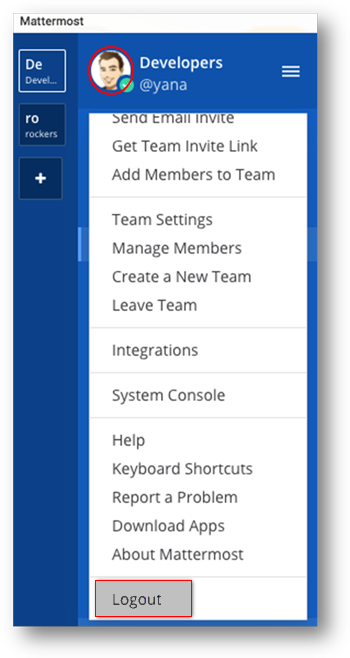 Mattermost
De
Devel...
ro
rockers
+
Developers
@yana
Send Email Invite
Get Team Invite Link
Add Members to Team
Team Settings
Manage Members
Create a New Team
Leave Team
Integrations
System Console
Help
Keyboard Shortcuts
Report a Problem
Download Apps
About Mattermost
Logout